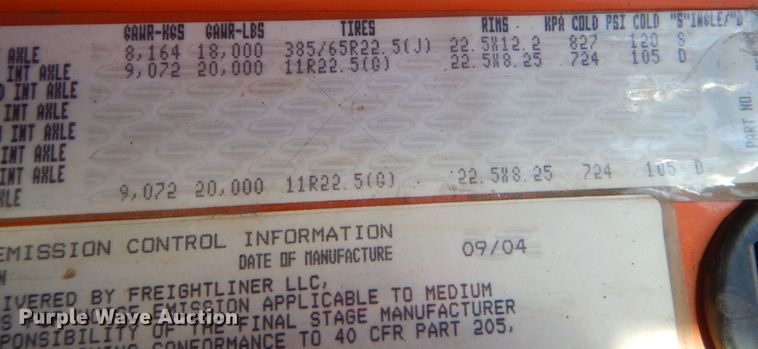 GAWR-KGS GAWR-LBS TIRES RIMS KPA COLD PSI COLD "S"INGLE/"D
AXLE 8,164 18,000 385/65R22.5(J) 22.5X12.2 827 120 S
INT AXLE 9,072 20,000 11R22.5(G) 22.5X8.25 724 105 D
INT AXLE
INT AXLE
INT AXLE
INT AXLE
INT AXLE
XLE 9,072 20,000 11R22.5(G) 22.5X8.25 724 105 D
PART NO.
EMISSION CONTROL INFORMATION
DATE OF MANUFACTURE 09/04
LIVERED BY FREIGHTLINER LLC,
NOISE EMISSION APPLICABLE TO MEDIUM
PONSIBILITY OF THE FINAL STAGE MANUFACTURER
CONFORMANCE TO 40 CFR PART 205,
Purple Wave Auction